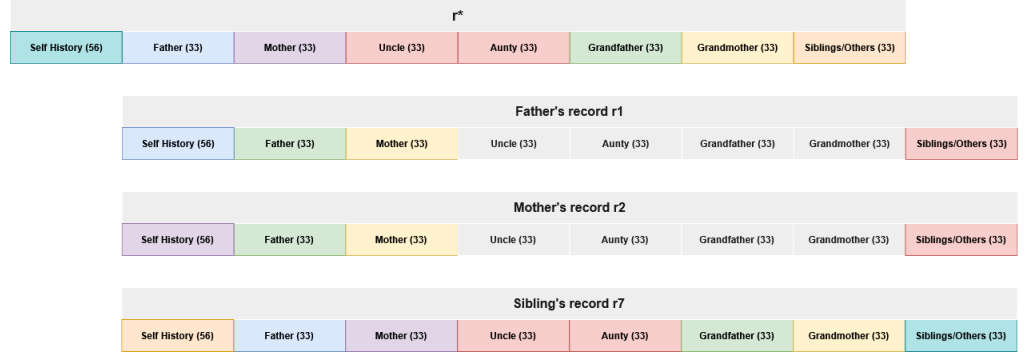 r*
Self History (56) Father (33) Mother (33) Uncle (33) Aunty (33) Grandfather (33) Grandmother (33) Siblings/Others (33)
Father's record r1
Self History (56) Father (33) Mother (33) Uncle (33) Aunty (33) Grandfather (33) Grandmother (33) Siblings/Others (33)
Mother's record r2
Self History (56) Father (33) Mother (33) Uncle (33) Aunty (33) Grandfather (33) Grandmother (33) Siblings/Others (33)
Sibling's record r7
Self History (56) Father (33) Mother (33) Uncle (33) Aunty (33) Grandfather (33) Grandmother (33) Siblings/Others (33)